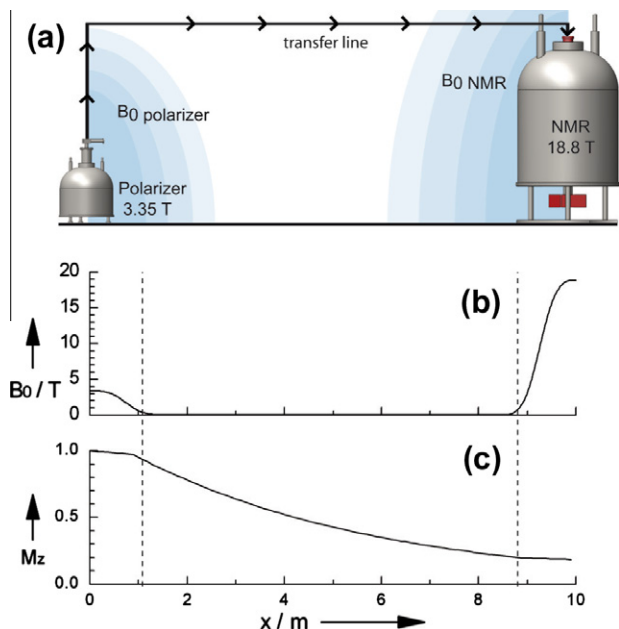 (a)
transfer line
B0 polarizer
B0 NMR
Polarizer
3.35 T
NMR
18.8 T
(b)
20
15
10
5
0
B0 / T
(c)
1.0
0.5
0.0
Mz
0 2 4 6 8 10
x / m